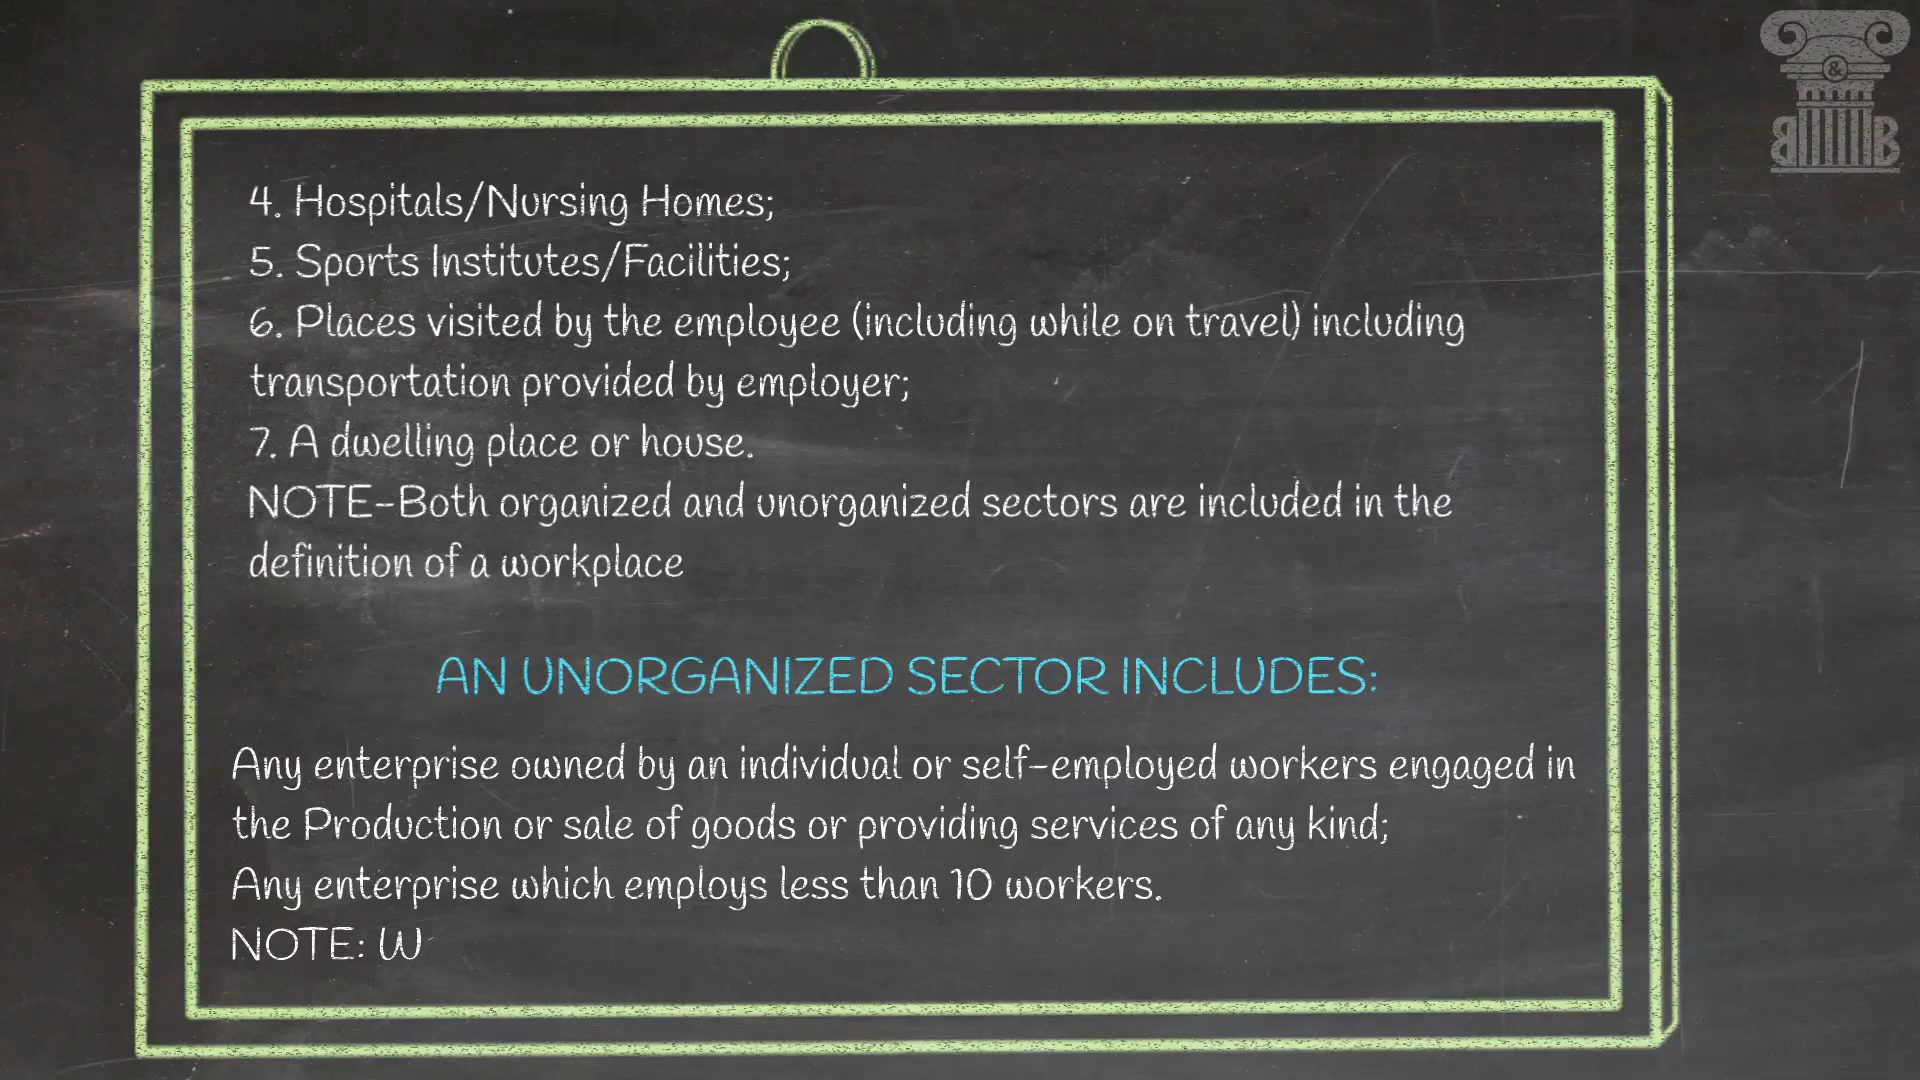 4. Hospitals/Nursing Homes;
5. Sports Institutes/Facilities;
6. Places visited by the employee (including while on travel) including
transportation provided by employer;
7. A dwelling place or house.
NOTE-Both organized and unorganized sectors are included in the
definition of a workplace
AN UNORGANIZED SECTOR INCLUDES:
Any enterprise owned by an individual or self-employed workers engaged in
the Production or sale of goods or providing services of any kind;
Any enterprise which employs less than 10 workers.
NOTE: W
&
B B